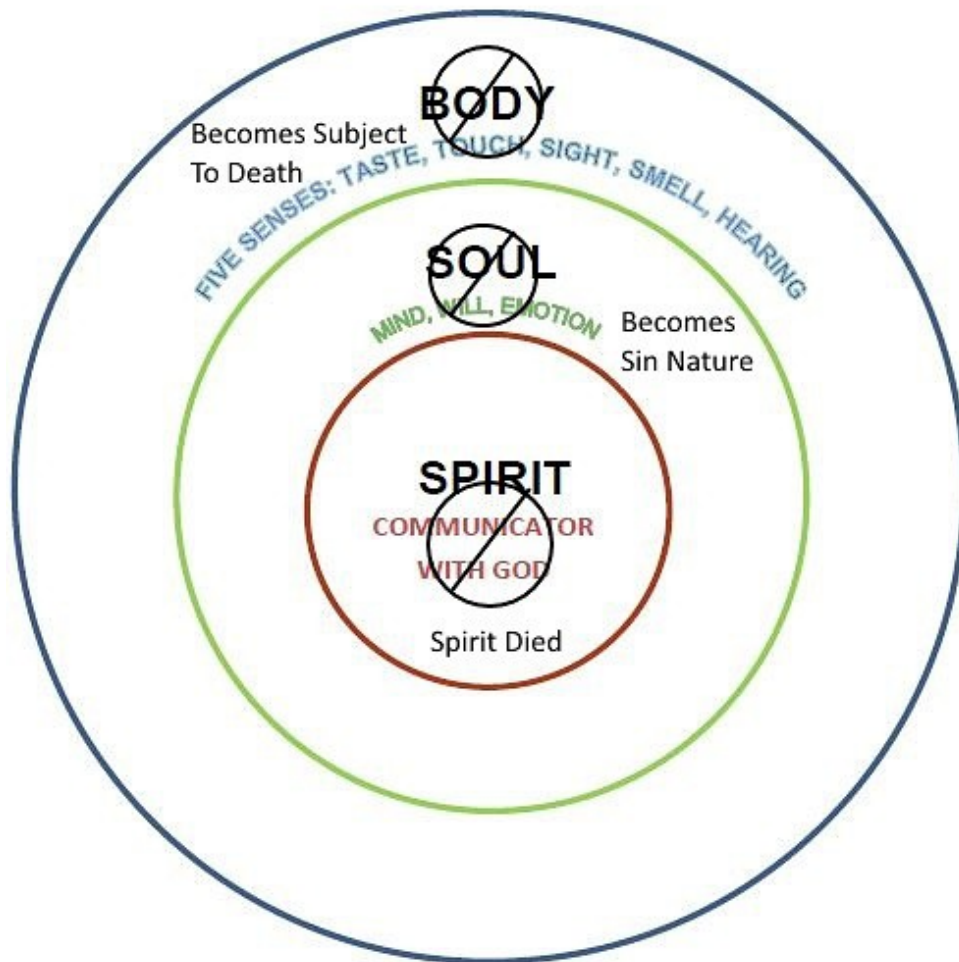 BODY
Becomes Subject
To Death
FIVE SENSES: TASTE, TOUCH, SIGHT, SMELL, HEARING
SOUL
MIND, WILL, EMOTION
Becomes
Sin Nature
SPIRIT
COMMUNICATOR
WITH GOD
Spirit Died